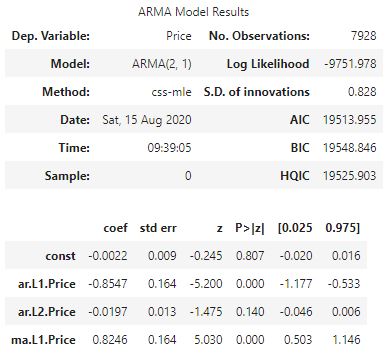 ARMA Model Results
Dep. Variable: Price No. Observations: 7928
Model: ARMA(2, 1) Log Likelihood -9751.978
Method: css-mle S.D. of innovations 0.828
Date: Sat, 15 Aug 2020 AIC 19513.955
Time: 09:39:05 BIC 19548.846
Sample: 0 HQIC 19525.903
coef std err z P>|z| [0.025 0.975]
const -0.0022 0.009 -0.245 0.807 -0.020 0.016
ar.L1.Price -0.8547 0.164 -5.200 0.000 -1.177 -0.533
ar.L2.Price -0.0197 0.013 -1.475 0.140 -0.046 0.006
ma.L1.Price 0.8246 0.164 5.030 0.000 0.503 1.146